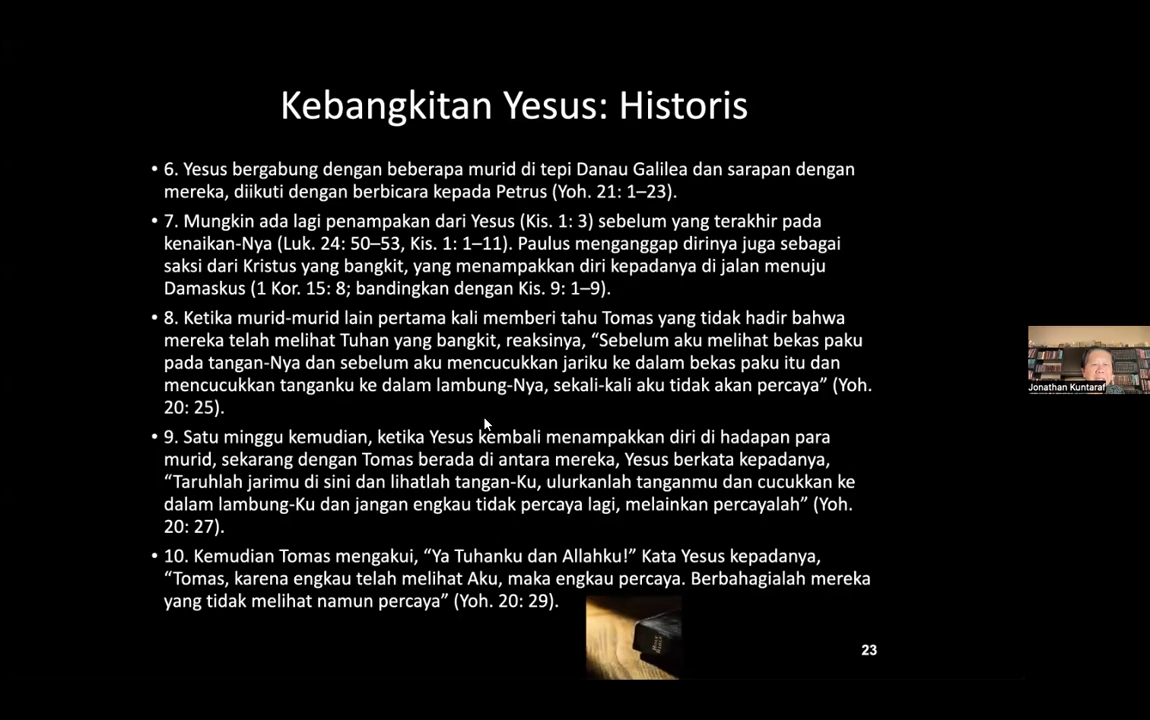 Kebangkitan Yesus: Historis
• 6. Yesus bergabung dengan beberapa murid di tepi Danau Galilea dan sarapan dengan
mereka, diikuti dengan berbicara kepada Petrus (Yoh. 21: 1–23).
• 7. Mungkin ada lagi penampakan dari Yesus (Kis. 1: 3) sebelum yang terakhir pada
kenaikan-Nya (Luk. 24: 50–53, Kis. 1: 1–11). Paulus menganggap dirinya juga sebagai
saksi dari Kristus yang bangkit, yang menampakkan diri kepadanya di jalan menuju
Damaskus (1 Kor. 15: 8; bandingkan dengan Kis. 9: 1–9).
• 8. Ketika murid-murid lain pertama kali memberi tahu Tomas yang tidak hadir bahwa
mereka telah melihat Tuhan yang bangkit, reaksinya, “Sebelum aku melihat bekas paku
pada tangan-Nya dan sebelum aku mencucukkan jariku ke dalam bekas paku itu dan
mencucukkan tanganku ke dalam lambung-Nya, sekali-kali aku tidak akan percaya” (Yoh.
20: 25).
• 9. Satu minggu kemudian, ketika Yesus kembali menampakkan diri di hadapan para
murid, sekarang dengan Tomas berada di antara mereka, Yesus berkata kepadanya,
“Taruhlah jarimu di sini dan lihatlah tangan-Ku, ulurkanlah tanganmu dan cucukkan ke
dalam lambung-Ku dan jangan engkau tidak percaya lagi, melainkan percayalah” (Yoh.
20: 27).
• 10. Kemudian Tomas mengakui, “Ya Tuhanku dan Allahku!” Kata Yesus kepadanya,
“Tomas, karena engkau telah melihat Aku, maka engkau percaya. Berbahagialah mereka
yang tidak melihat namun percaya” (Yoh. 20: 29).
HOLY BIBLE
23
Jonathan Kuntaraf